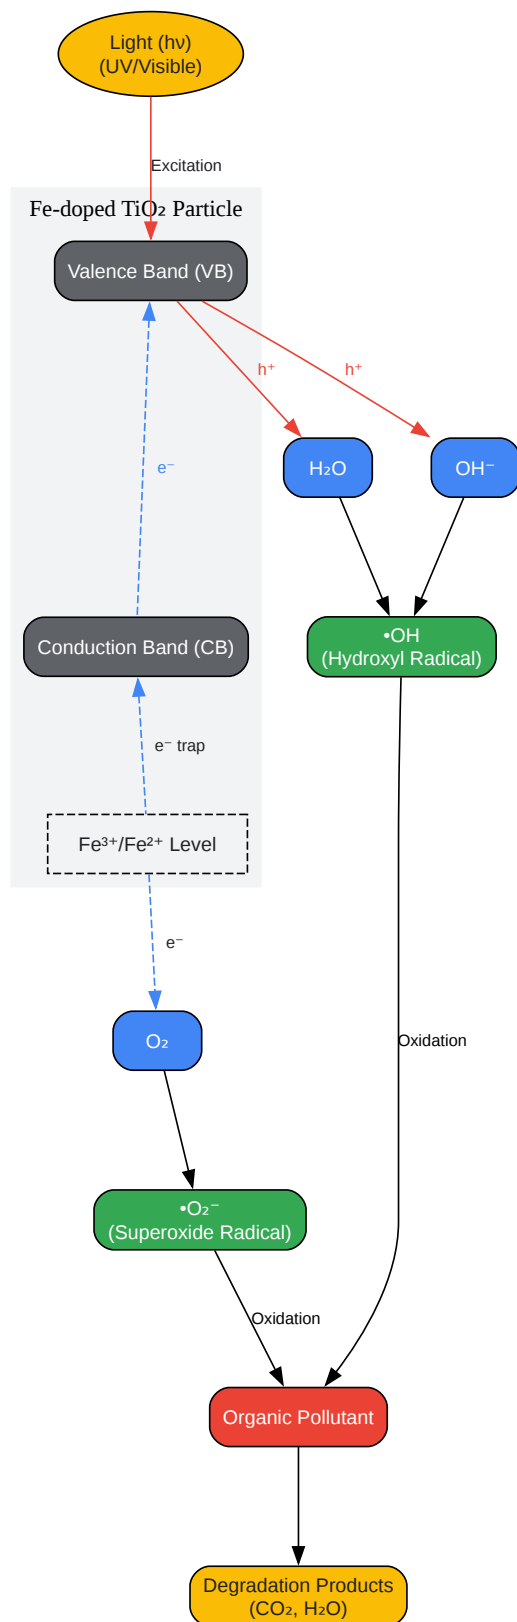 Light (hν)
(UV/Visible)
Excitation
Fe-doped TiO₂ Particle
Valence Band (VB)
h⁺
h⁺
e⁻
H₂O
OH⁻
•OH
(Hydroxyl Radical)
Conduction Band (CB)
e⁻ trap
Fe³⁺/Fe²⁺ Level
e⁻
O₂
Oxidation
•O₂⁻
(Superoxide Radical)
Oxidation
Organic Pollutant
Degradation Products
(CO₂, H₂O)